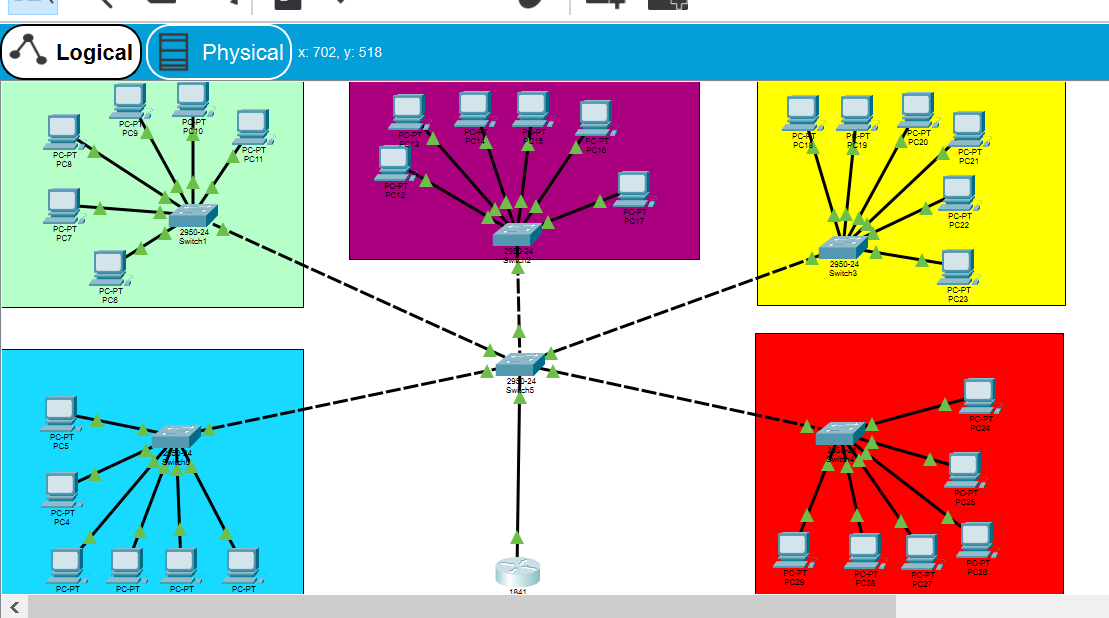 Logical
Physical
x: 702, y: 518
PC-PT
PC9
PC-PT
PC10
PC-PT
PC8
PC-PT
PC11
PC-PT
PC7
2950-24
Switch1
PC-PT
PC6
PC-PT
PC13
PC-PT
PC14
PC-PT
PC15
PC-PT
PC16
PC-PT
PC12
PC-PT
PC17
2950-24
Switch2
PC-PT
PC18
PC-PT
PC19
PC-PT
PC20
PC-PT
PC21
PC-PT
PC22
2950-24
Switch3
PC-PT
PC23
2950-24
Switch5
PC-PT
PC5
2950-24
Switch0
PC-PT
PC4
PC-PT
PC-PT
PC-PT
PC-PT
1841
PC-PT
PC24
2950-24
Switch4
PC-PT
PC25
PC-PT
PC29
PC-PT
PC28
PC-PT
PC27
PC-PT
PC26